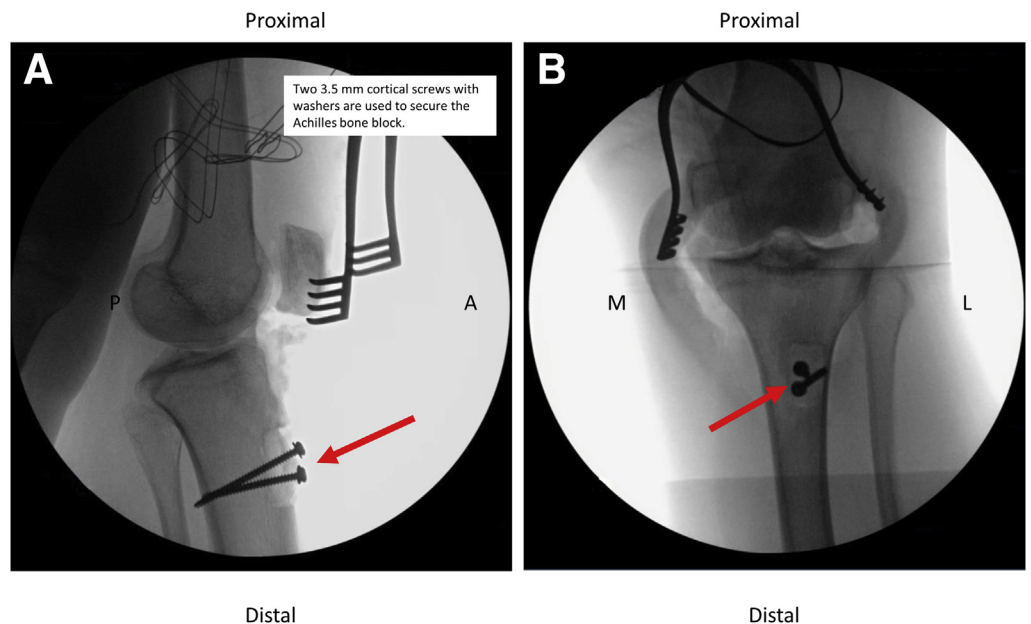 Proximal
Proximal
A
B
Two 3.5 mm cortical screws with
washers are used to secure the
Achilles bone block.
P
A
M
L
Distal
Distal